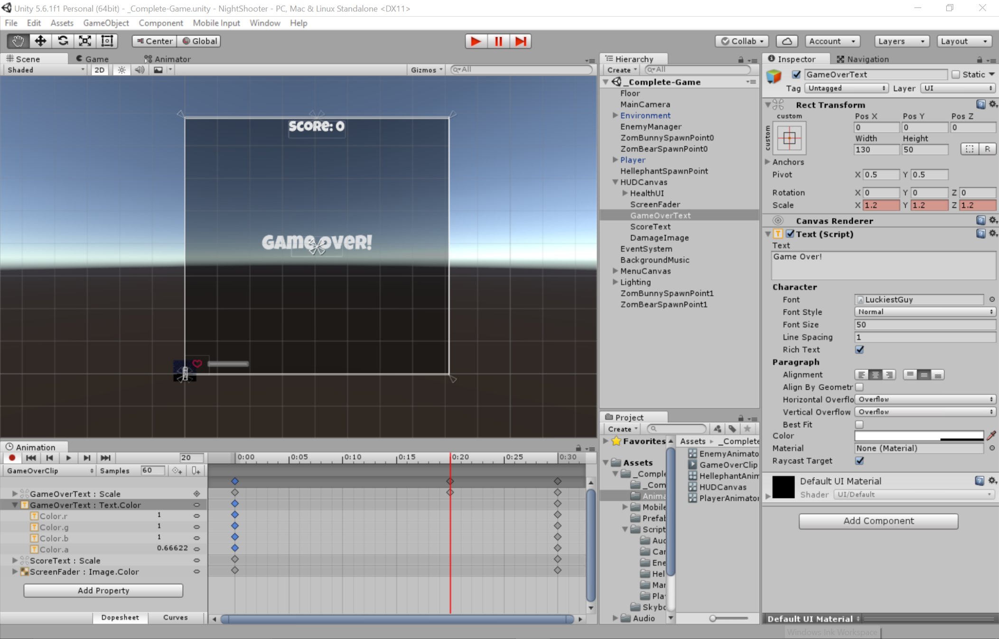 Unity 5.6.1f1 Personal (64bit) - _Complete-Game.unity - NightShooter - PC, Mac & Linux Standalone <DX11>
File Edit Assets GameObject Component Mobile Input Window Help
Center Global
Collab Account Layers Layout
Scene Game Animator
Shaded 2D Gizmos All
SCORE: 0
GAME OVER!
Hierarchy
Create All
_Complete-Game
Floor
MainCamera
Environment
EnemyManager
ZomBunnySpawnPoint0
ZomBearSpawnPoint0
Player
HellephantSpawnPoint
HUDCanvas
HealthUI
ScreenFader
GameOverText
ScoreText
DamageImage
EventSystem
BackgroundMusic
MenuCanvas
Lighting
ZomBunnySpawnPoint1
ZomBearSpawnPoint1
Inspector Navigation
GameOverText Static
Tag Untagged Layer UI
Rect Transform
custom Pos X Pos Y Pos Z
custom
0 0 0
Width Height
130 50 R
Anchors
Pivot X 0.5 Y 0.5
Rotation X 0 Y 0 Z 0
Scale X 1.2 Y 1.2 Z 1.2
Canvas Renderer
Text (Script)
Text
Game Over!
Character
Font LuckiestGuy
Font Style Normal
Font Size 50
Line Spacing 1
Rich Text
Paragraph
Alignment
Align By Geometr
Horizontal Overflo Overflow
Vertical Overflow Overflow
Best Fit
Color
Material None (Material)
Raycast Target
Default UI Material
Shader UI/Default
Add Component
Default UI Material
Windows Ink Workspace
Project
Create
Favorites
Assets
_Comple
_Com
Anima
Mobile
Prefab
Script
Aud
Car
Ene
Hel
Mar
Pla
Skybo
Audio
Assets _Complete
EnemyAnimato
GameOverClip
HellephantAnim
HUDCanvas
PlayerAnimator
Animation
20 0:00 0:05 0:10 0:15 0:20 0:25 0:30
GameOverClip Samples 60
GameOverText : Scale
GameOverText : Text.Color
Color.r 1
Color.g 1
Color.b 1
Color.a 0.66622
ScoreText : Scale
ScreenFader : Image.Color
Add Property
Dopesheet Curves